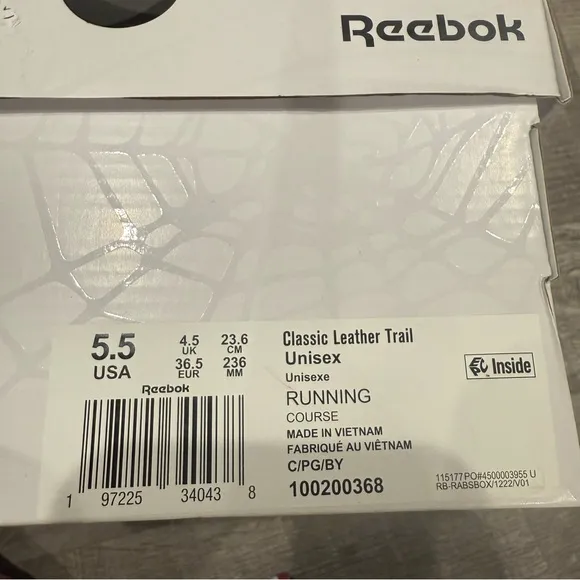 Reebok
5.5
USA
4.5
UK
36.5
EUR
23.6
CM
236
MM
Reebok
1 97225 34043 8
Classic Leather Trail
Unisex
Unisexe
RUNNING
COURSE
MADE IN VIETNAM
FABRIQUÉ AU VIÊTNAM
C/PG/BY
100200368
Inside
115177 PO#4500003955 U
RB-RABSBOX/1222/V01